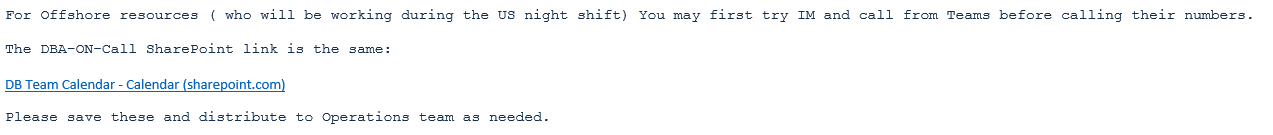 For Offshore resources ( who will be working during the US night shift) You may first try IM and call from Teams before calling their numbers.
The DBA-ON-Call SharePoint link is the same:
DB Team Calendar - Calendar (sharepoint.com)
Please save these and distribute to Operations team as needed.